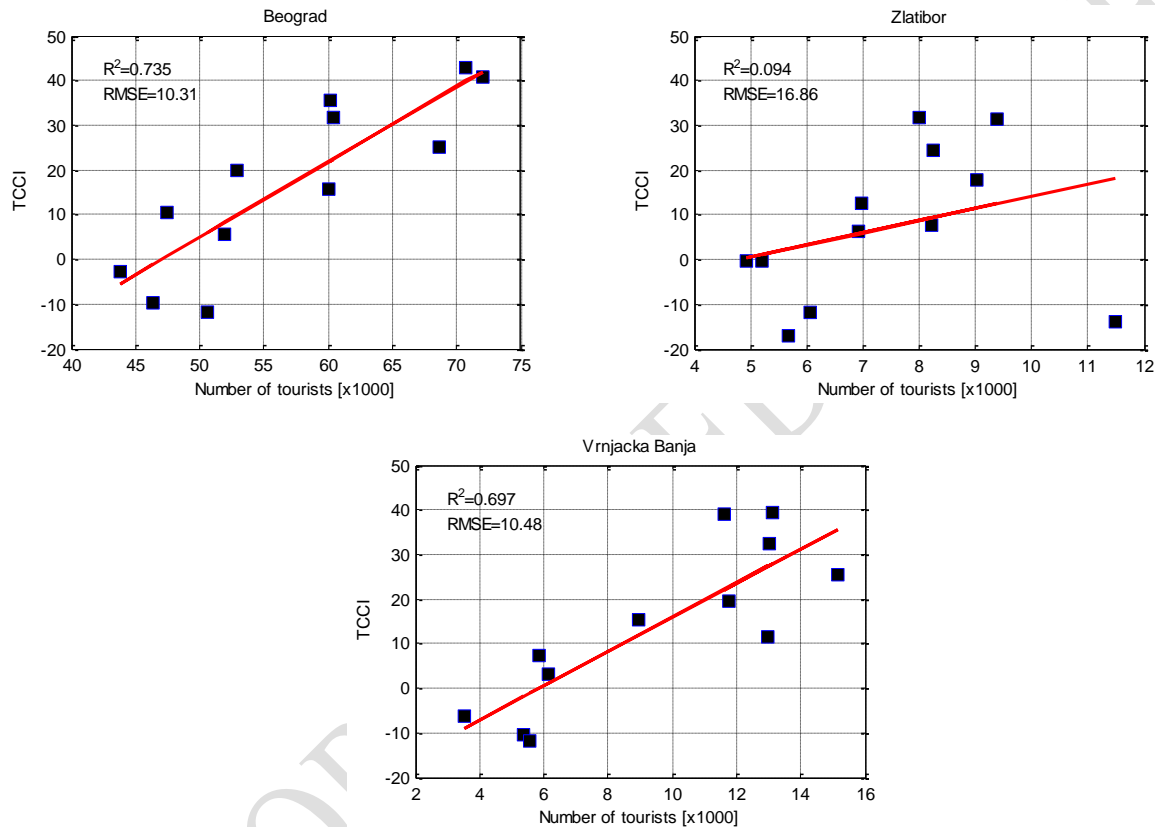 Beograd
R²=0.735
RMSE=10.31
TCCI
50
40
30
20
10
0
-10
-20
40 45 50 55 60 65 70 75
Number of tourists [x1000]
Zlatibor
R²=0.094
RMSE=16.86
TCCI
50
40
30
20
10
0
-10
-20
4 5 6 7 8 9 10 11 12
Number of tourists [x1000]
Vrnjacka Banja
R²=0.697
RMSE=10.48
TCCI
50
40
30
20
10
0
-10
-20
2 4 6 8 10 12 14 16
Number of tourists [x1000]